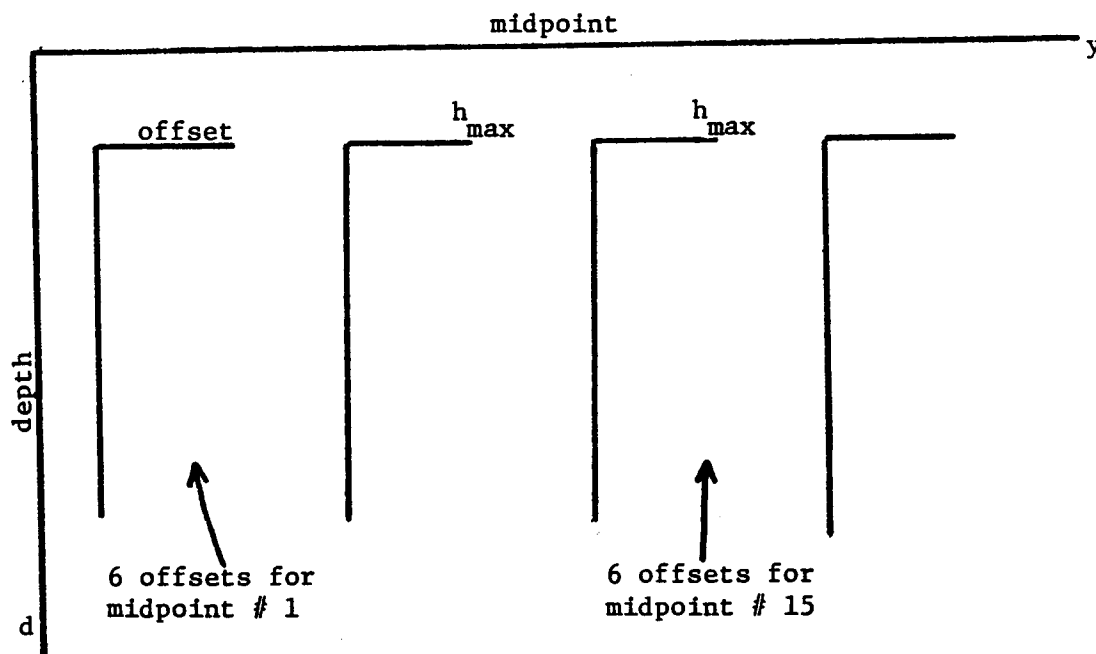 midpoint
y
offset
h
max
h
max
depth
6 offsets for
midpoint # 1
6 offsets for
midpoint # 15
d